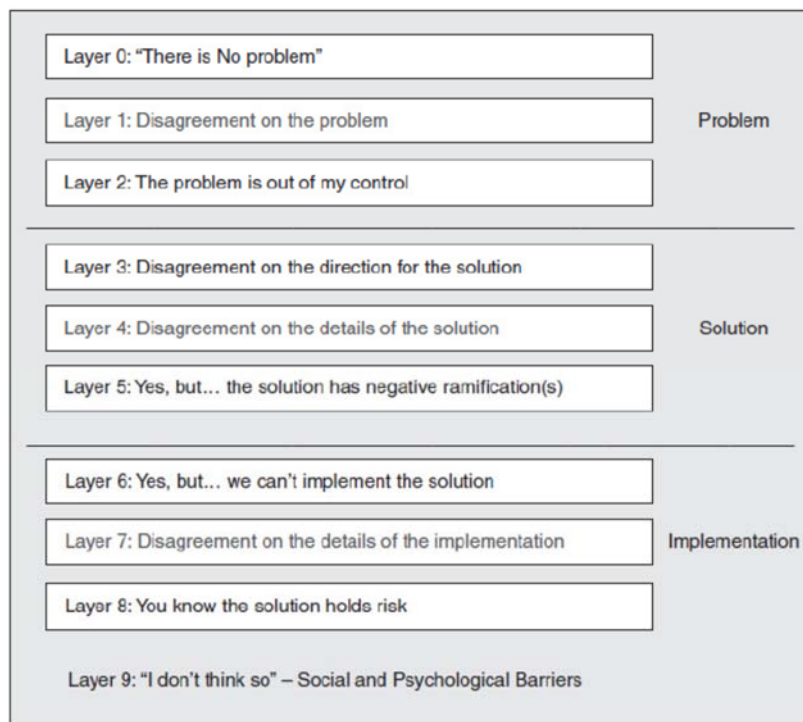 Layer 0: “There is No problem”
Layer 1: Disagreement on the problem
Problem
Layer 2: The problem is out of my control
Layer 3: Disagreement on the direction for the solution
Layer 4: Disagreement on the details of the solution
Solution
Layer 5: Yes, but... the solution has negative ramification(s)
Layer 6: Yes, but... we can’t implement the solution
Layer 7: Disagreement on the details of the implementation
Implementation
Layer 8: You know the solution holds risk
Layer 9: “I don’t think so” – Social and Psychological Barriers